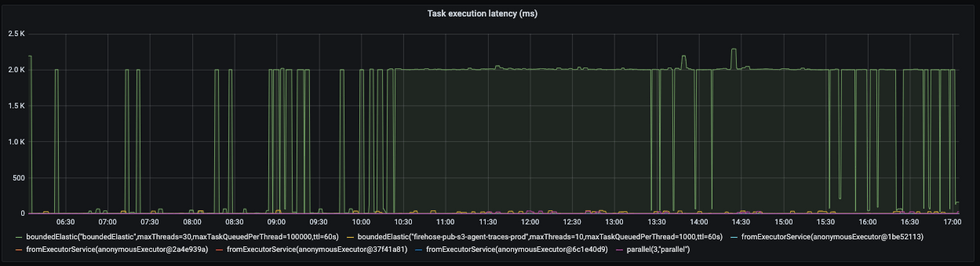 Task execution latency (ms)
2.5 K
2.0 K
1.5 K
1.0 K
500
0
06:30 07:00 07:30 08:00 08:30 09:00 09:30 10:00 10:30 11:00 11:30 12:00 12:30 13:00 13:30 14:00 14:30 15:00 15:30 16:00 16:30 17:00
boundedElastic("boundedElastic",maxThreads=30,maxTaskQueuedPerThread=100000,ttl=60s) boundedElastic("firehose-pub-s3-agent-traces-pod",maxThreads=10,maxTaskQueuedPerThread=1000,ttl=60s) fromExecutorService(anonymousExecutor@1be52113)
fromExecutorService(anonymousExecutor@2a4e939a) fromExecutorService(anonymousExecutor@37f41a81) fromExecutorService(anonymousExecutor@6c1e40d9) parallel(3,"parallel")